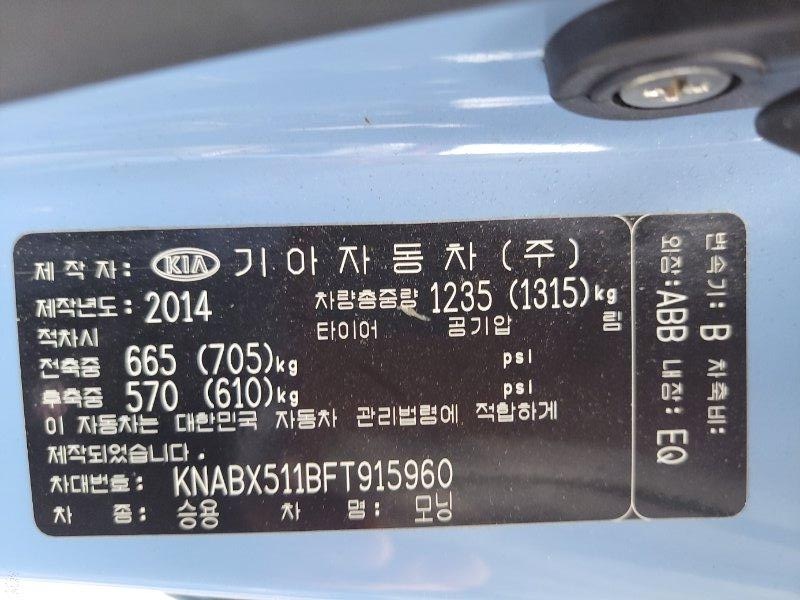 제작자: KIA 기아자동차(주)
제작년도: 2014 차량총중량 1235 (1315)kg
적차시 타이어 공기압 림
전축중 665 (705)kg psi
후축중 570 (610)kg psi
이 자동차는 대한민국 자동차 관리법령에 적합하게
제작되었습니다.
차대번호: KNABX511BFT915960
차 종: 승용 차 명: 모닝
변속기: B 차축비:
외장: ABB 내장: EQ